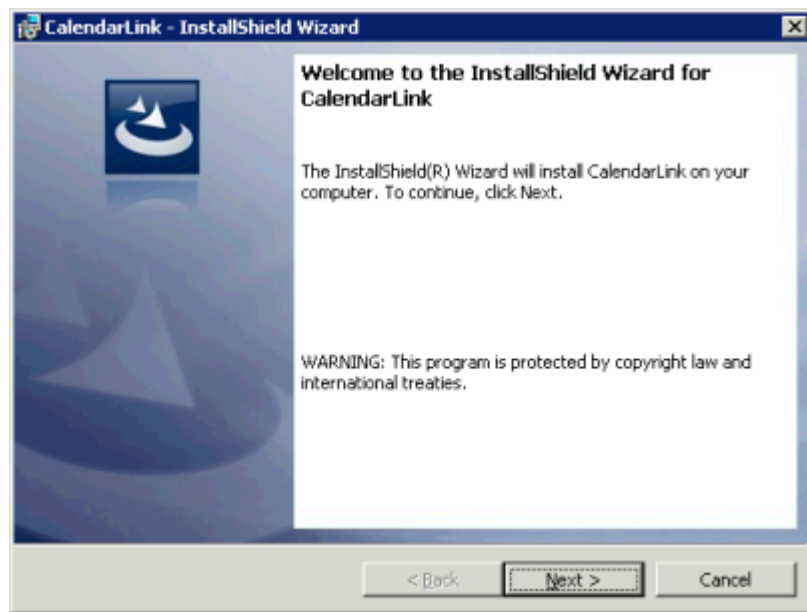 CalendarLink - InstallShield Wizard
Welcome to the InstallShield Wizard for
CalendarLink
The InstallShield(R) Wizard will install CalendarLink on your
computer. To continue, click Next.
WARNING: This program is protected by copyright law and
international treaties.
< Back
Next >
Cancel